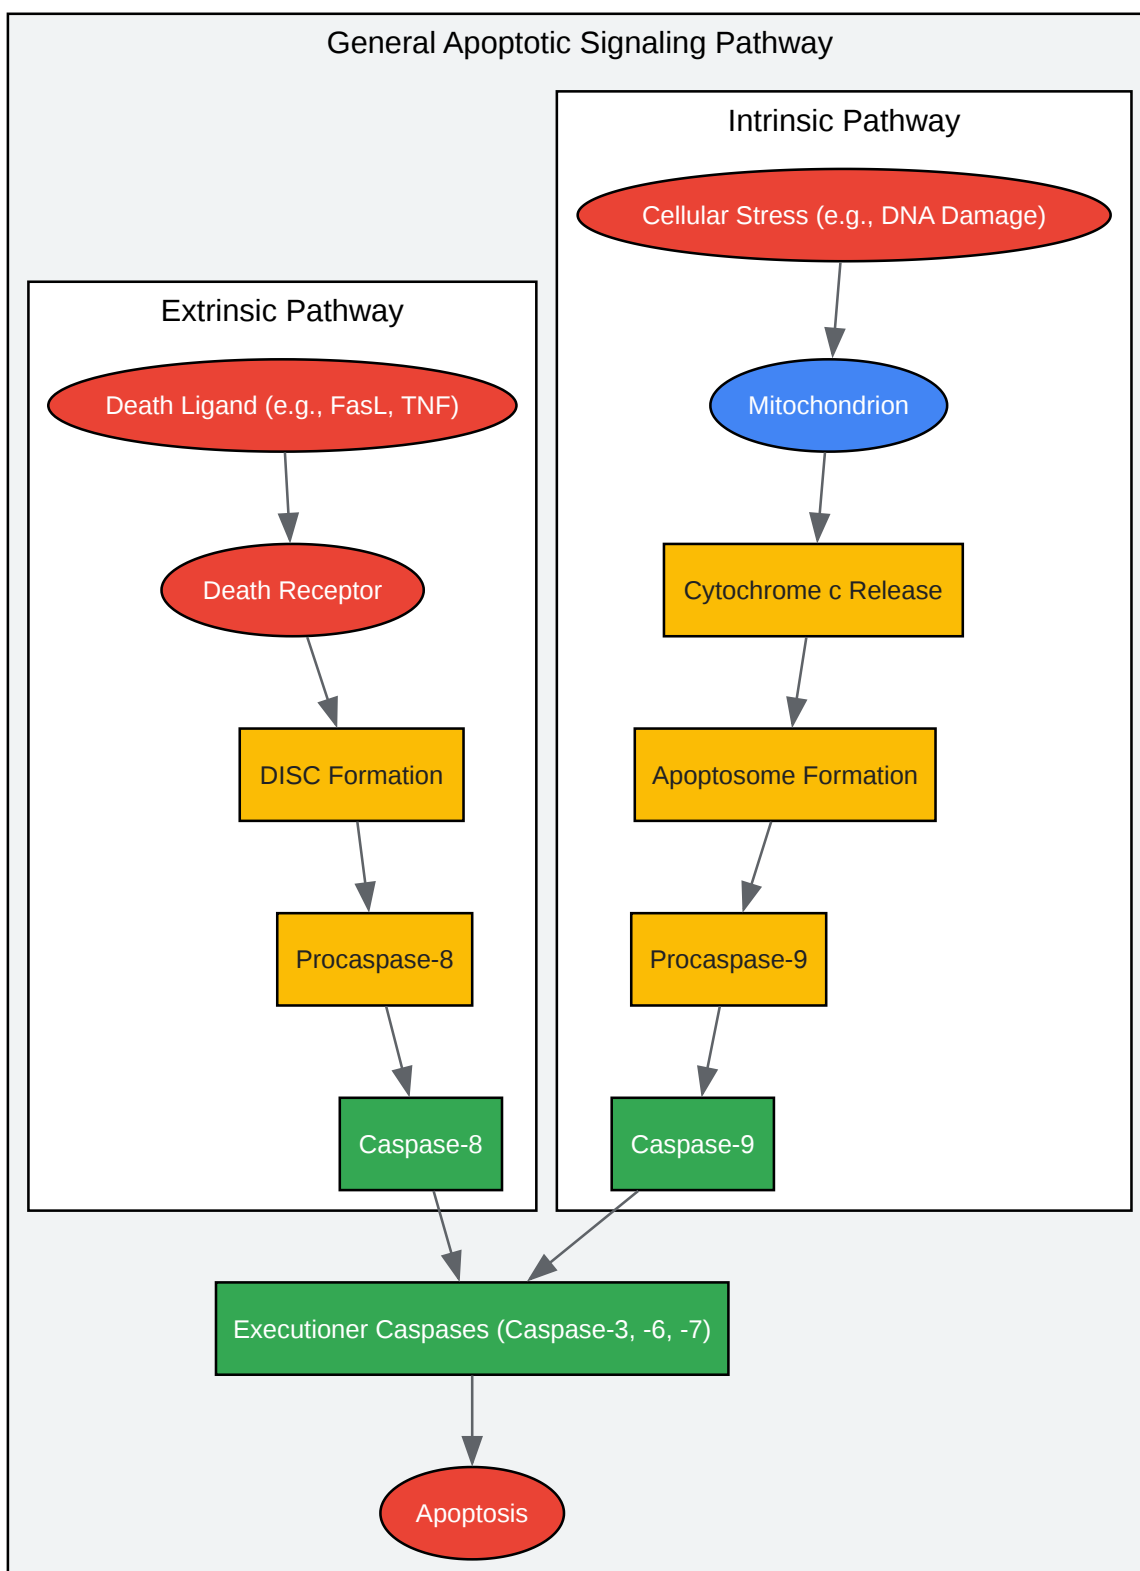 General Apoptotic Signaling Pathway
Extrinsic Pathway
Death Ligand (e.g., FasL, TNF)
Death Receptor
DISC Formation
Procaspase-8
Caspase-8
Intrinsic Pathway
Cellular Stress (e.g., DNA Damage)
Mitochondrion
Cytochrome c Release
Apoptosome Formation
Procaspase-9
Caspase-9
Executioner Caspases (Caspase-3, -6, -7)
Apoptosis